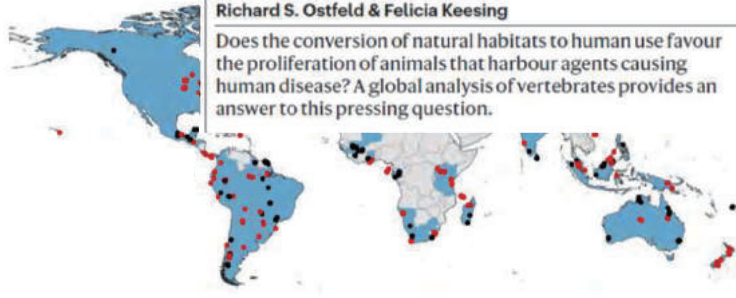 Richard S. Ostfeld & Felicia Keesing
Does the conversion of natural habitats to human use favour
the proliferation of animals that harbour agents causing
human disease? A global analysis of vertebrates provides an
answer to this pressing question.